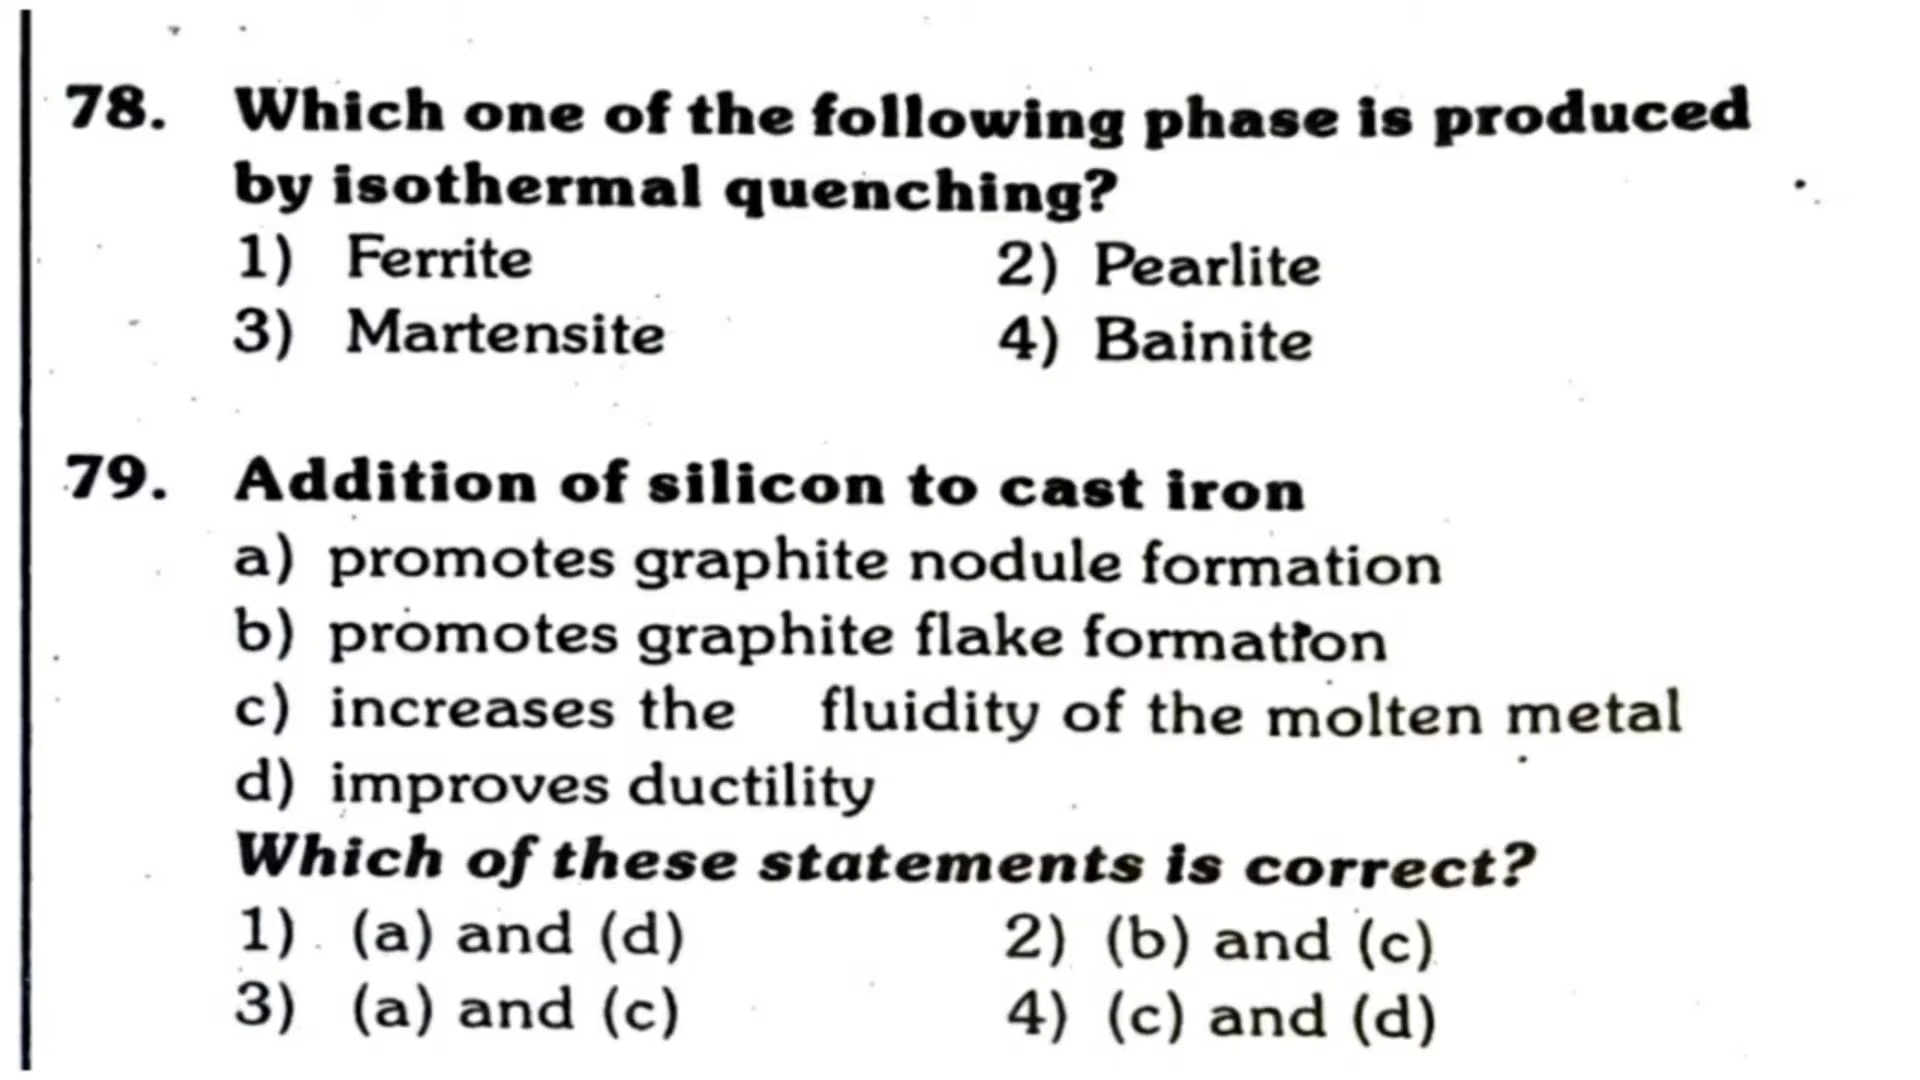 78. Which one of the following phase is produced
by isothermal quenching?
1) Ferrite 2) Pearlite
3) Martensite 4) Bainite
79. Addition of silicon to cast iron
a) promotes graphite nodule formation
b) promotes graphite flake formation
c) increases the fluidity of the molten metal
d) improves ductility
Which of these statements is correct?
1) (a) and (d) 2) (b) and (c)
3) (a) and (c) 4) (c) and (d)